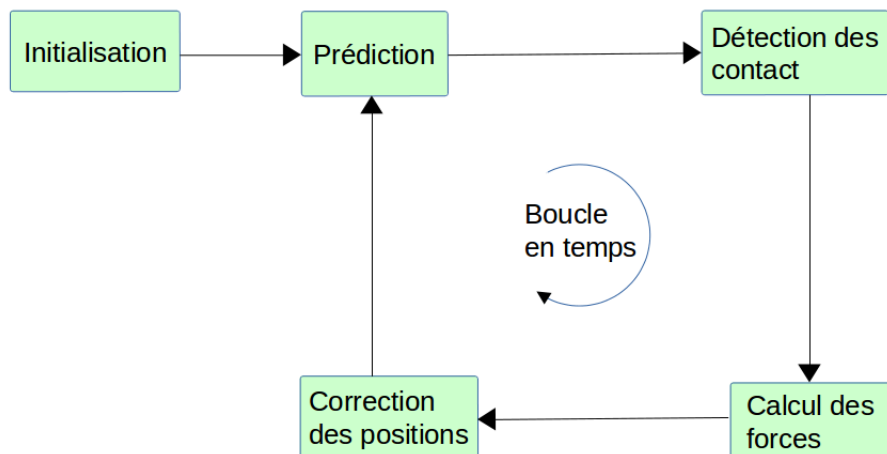 Initialisation
Prédiction
Détection des
contact
Boucle
en temps
Correction
des positions
Calcul des
forces